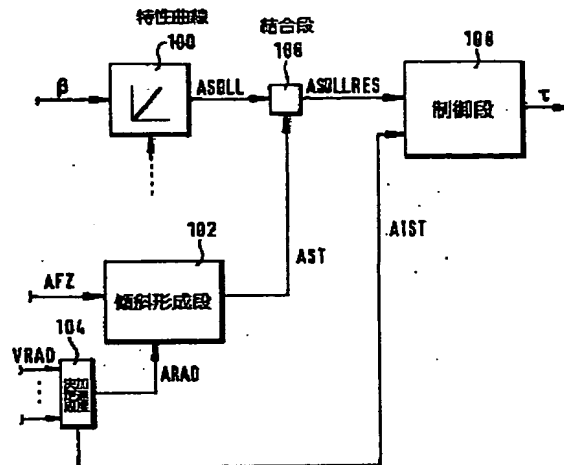 特性曲線
100
結合段
106
108
β
ASOLL
ASOLLRES
制御段
τ
102
AST
AIST
AFZ
傾斜形成段
104
VRAD
ARAD